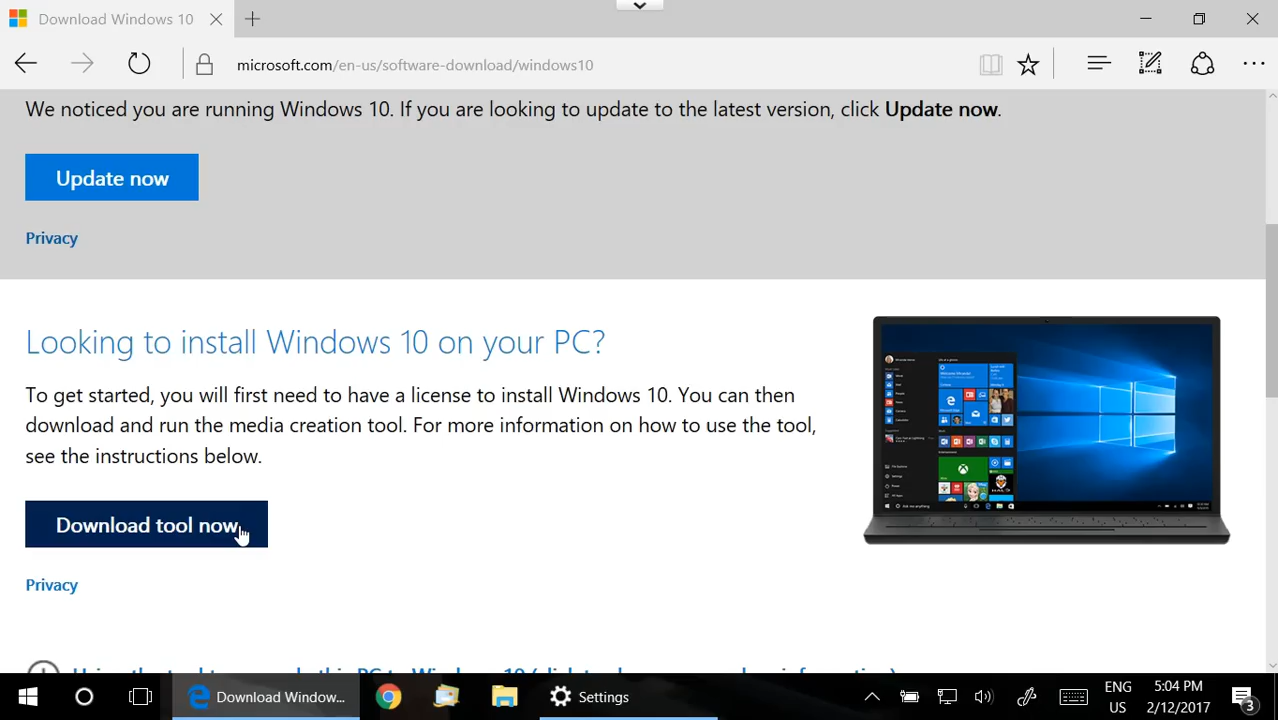 Download Windows 10
microsoft.com/en-us/software-download/windows10
We noticed you are running Windows 10. If you are looking to update to the latest version, click Update now.
Update now
Privacy
Looking to install Windows 10 on your PC?
To get started, you will first need to have a license to install Windows 10. You can then
download and run the media creation tool. For more information on how to use the tool,
see the instructions below.
Download tool now
Privacy
Download Window...
Settings
ENG
US
5:04 PM
2/12/2017
3